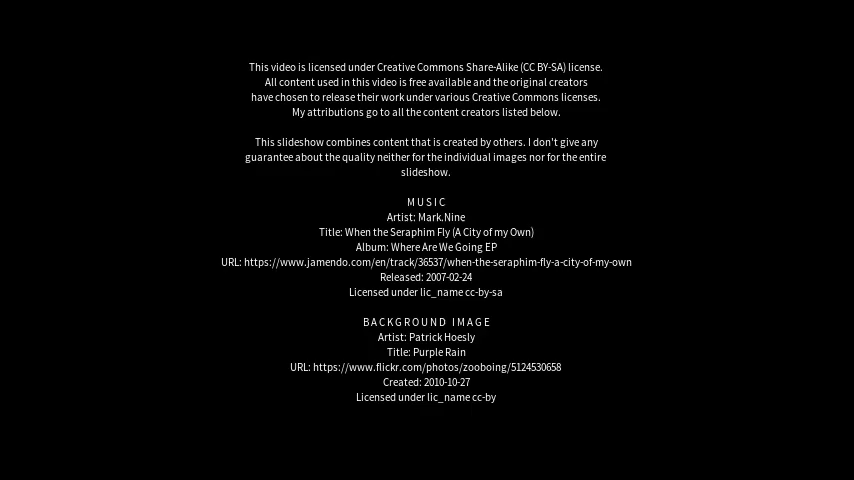 This video is licensed under Creative Commons Share-Alike (CC BY-SA) license.
All content used in this video is free available and the original creators
have chosen to release their work under various Creative Commons licenses.
My attributions go to all the content creators listed below.
This slideshow combines content that is created by others. I don't give any
guarantee about the quality neither for the individual images nor for the entire
slideshow.
MUSIC
Artist: Mark.Nine
Title: When the Seraphim Fly (A City of my Own)
Album: Where Are We Going EP
URL: https://www.jamendo.com/en/track/36537/when-the-seraphim-fly-a-city-of-my-own
Released: 2007-02-24
Licensed under lic_name cc-by-sa
BACKGROUND IMAGE
Artist: Patrick Hoesly
Title: Purple Rain
URL: https://www.flickr.com/photos/zooboing/5124530658
Created: 2010-10-27
Licensed under lic_name cc-by